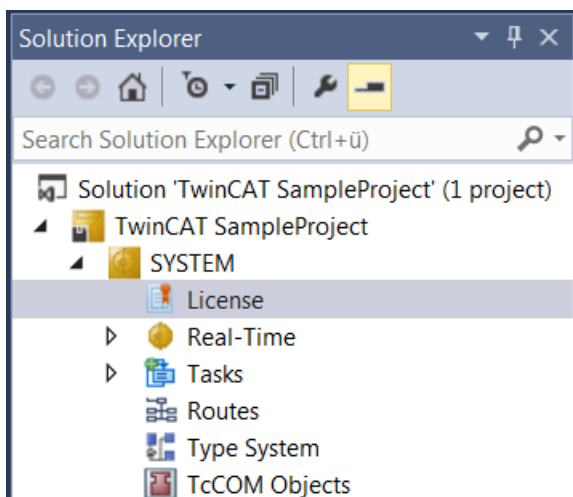 Solution Explorer
Search Solution Explorer (Ctrl+ü)
Solution 'TwinCAT SampleProject' (1 project)
TwinCAT SampleProject
SYSTEM
License
Real-Time
Tasks
Routes
Type System
TcCOM Objects